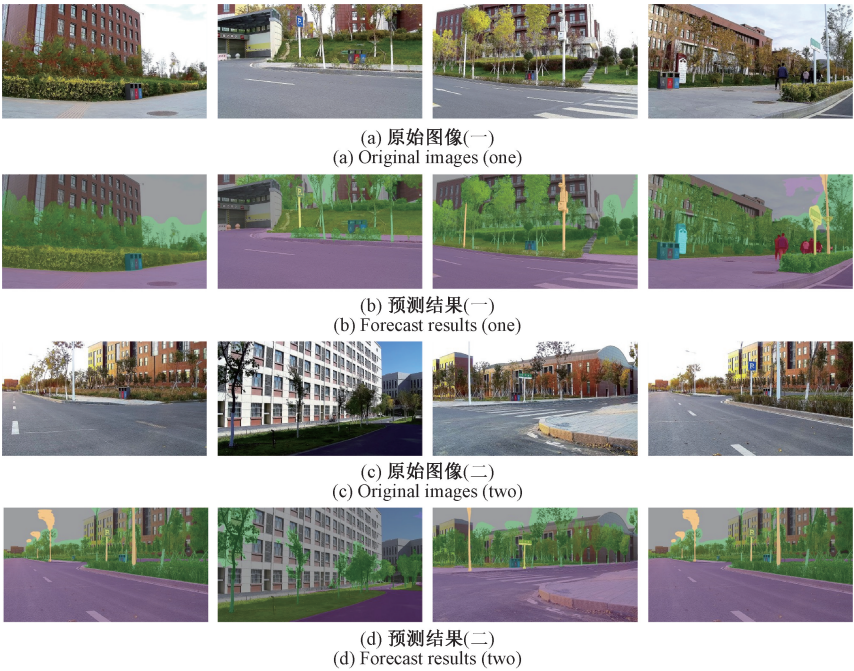 (a) 原始图像(一)
(a) Original images (one)
(b) 预测结果(一)
(b) Forecast results (one)
(c) 原始图像(二)
(c) Original images (two)
(d) 预测结果(二)
(d) Forecast results (two)